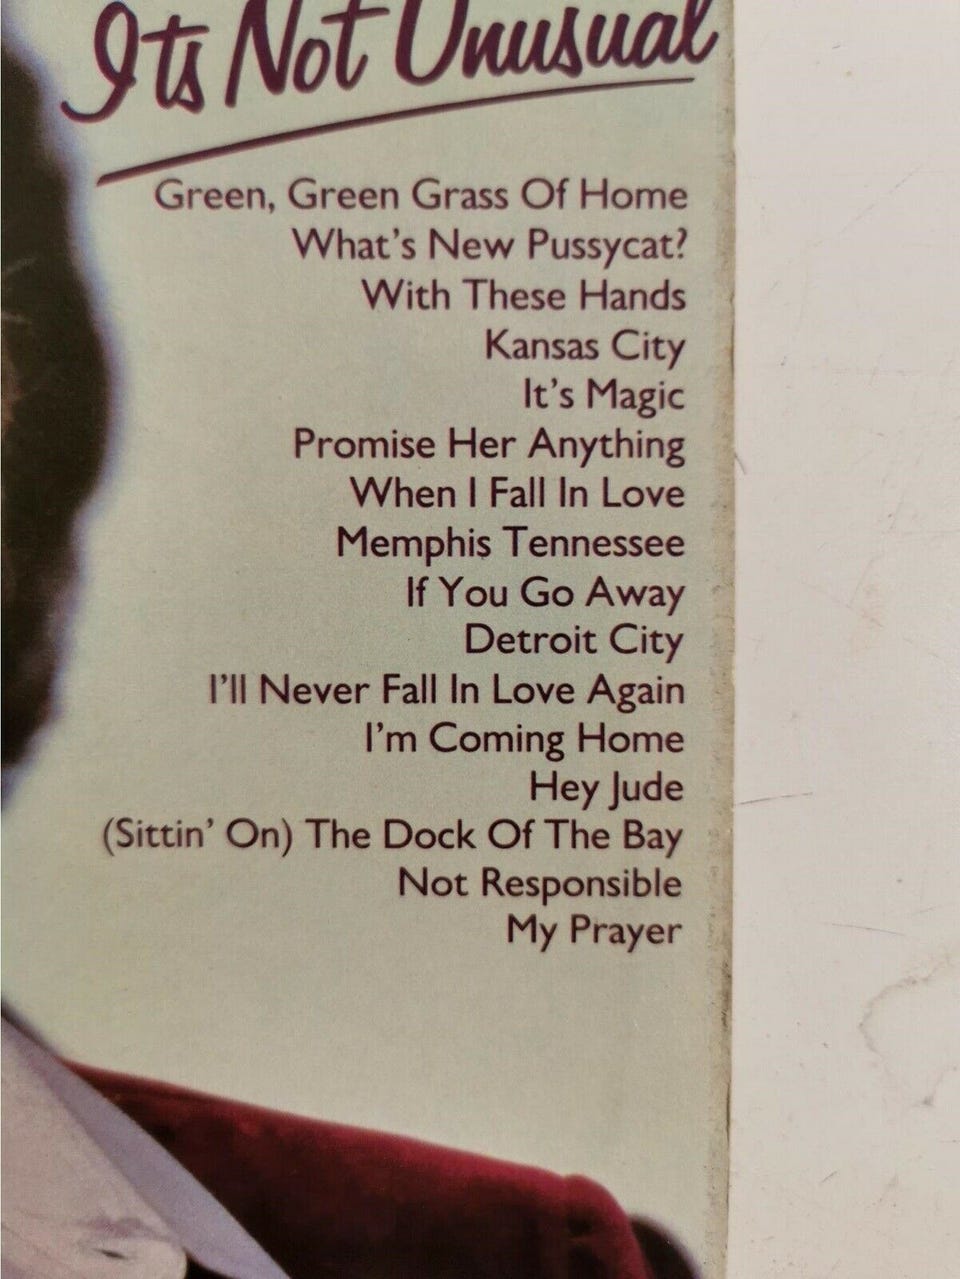 Its Not Unusual
Green, Green Grass Of Home
What's New Pussycat?
With These Hands
Kansas City
It's Magic
Promise Her Anything
When I Fall In Love
Memphis Tennessee
If You Go Away
Detroit City
I'll Never Fall In Love Again
I'm Coming Home
Hey Jude
(Sittin' On) The Dock Of The Bay
Not Responsible
My Prayer